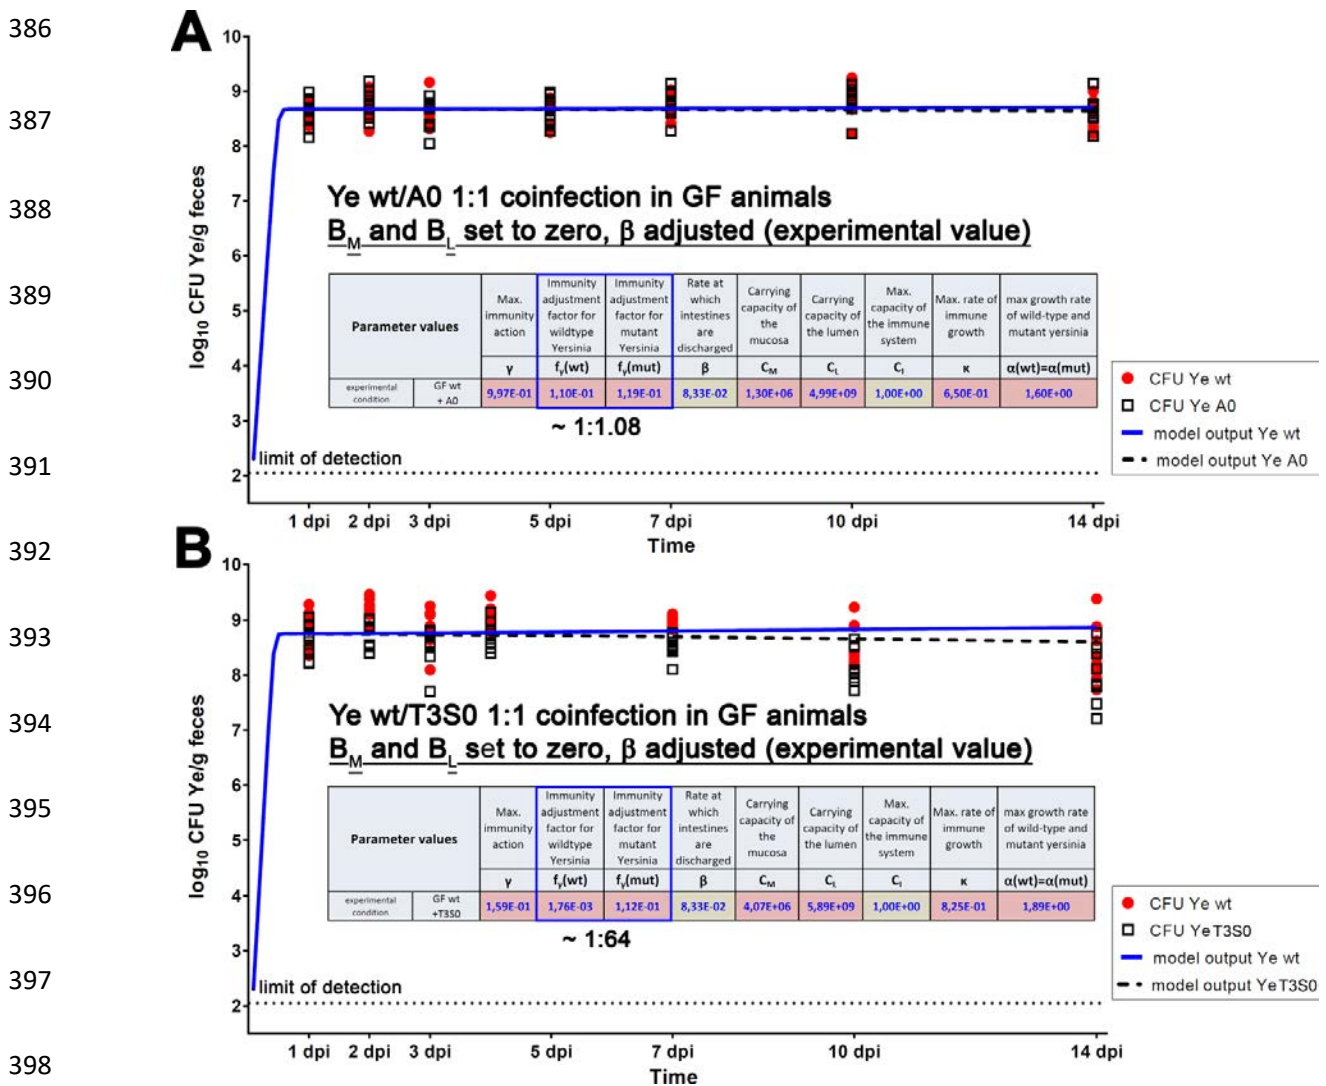 386
387
388
389
390
391
392
393
394
395
396
397
398
A
log₁₀ CFU Ye/g feces
10
9
8
7
6
5
4
3
2
Ye wt/A0 1:1 coinfection in GF animals
B_M and B_L set to zero, β adjusted (experimental value)
Parameter values
Max. immunity action
Immunity adjustment factor for wildtype Yersinia
Immunity adjustment factor for mutant Yersinia
Rate at which intestines are discharged
Carrying capacity of the mucosa
Carrying capacity of the lumen
Max. capacity of the immune system
Max. rate of immune growth
max growth rate of wild-type and mutant yersinia
γ fᵧ(wt) fᵧ(mut) β C_M C_L C_I κ α(wt)=α(mut)
experimental condition
GF wt + A0
9,97E-01 1,10E-01 1,19E-01 8,33E-02 1,30E+06 4,99E+09 1,00E+00 6,50E-01 1,60E+00
~ 1:1.08
limit of detection
1 dpi 2 dpi 3 dpi 5 dpi 7 dpi 10 dpi 14 dpi
Time
CFU Ye wt
CFU Ye A0
model output Ye wt
model output Ye A0
B
log₁₀ CFU Ye/g feces
10
9
8
7
6
5
4
3
2
Ye wt/T3S0 1:1 coinfection in GF animals
B_M and B_L set to zero, β adjusted (experimental value)
Parameter values
Max. immunity action
Immunity adjustment factor for wildtype Yersinia
Immunity adjustment factor for mutant Yersinia
Rate at which intestines are discharged
Carrying capacity of the mucosa
Carrying capacity of the lumen
Max. capacity of the immune system
Max. rate of immune growth
max growth rate of wild-type and mutant yersinia
γ fᵧ(wt) fᵧ(mut) β C_M C_L C_I κ α(wt)=α(mut)
experimental condition
GF wt +T3S0
1,59E-01 1,76E-03 1,12E-01 8,33E-02 4,07E+06 5,89E+09 1,00E+00 8,25E-01 1,89E+00
~ 1:64
limit of detection
1 dpi 2 dpi 3 dpi 5 dpi 7 dpi 10 dpi 14 dpi
Time
CFU Ye wt
CFU YeT3S0
model output Ye wt
model output YeT3S0